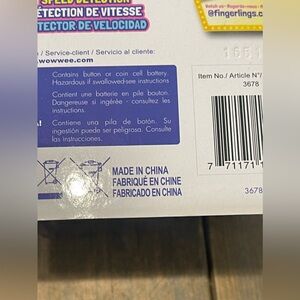 SPEED DETECTION
DÉTECTION DE VITESSE
DETECTOR DE VELOCIDAD
@fingerlings.c
/ Service-client / Servicio al cliente:
.wowwee.com
Contains button or coin cell battery.
Hazardous if swallowed-see instructions
Contient une batterie en pile bouton.
Dangereuse si ingérée - consultez les
instructions.
Contiene una pila de botón. Su
ingestión puede ser peligrosa. Consulte
las instrucciones.
Item No./ Article N°/
3678
7 71171 1
3678
MADE IN CHINA
FABRIQUÉ EN CHINE
FABRICADO EN CHINA